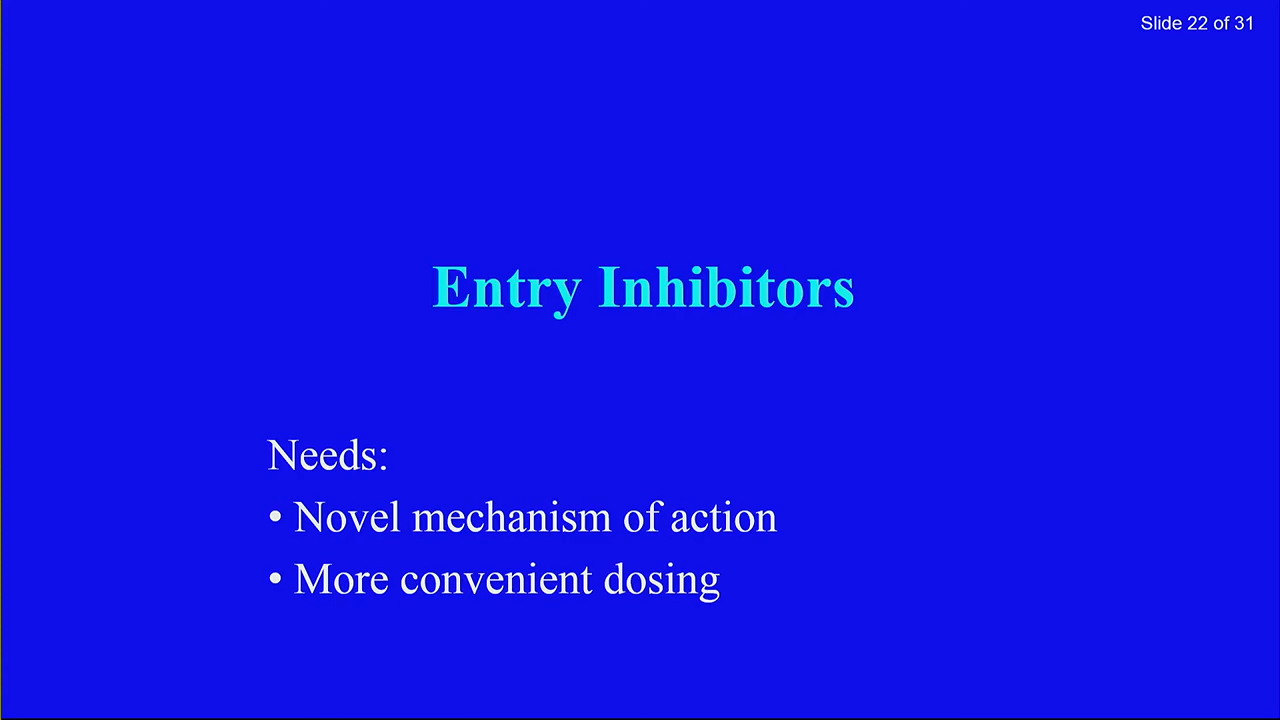 Slide 22 of 31
Entry Inhibitors
Needs:
• Novel mechanism of action
• More convenient dosing